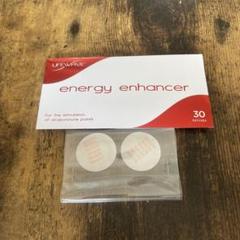 LIFEWAVE
energy enhancer
For the stimulation
of acupuncture points
30
PATCHES